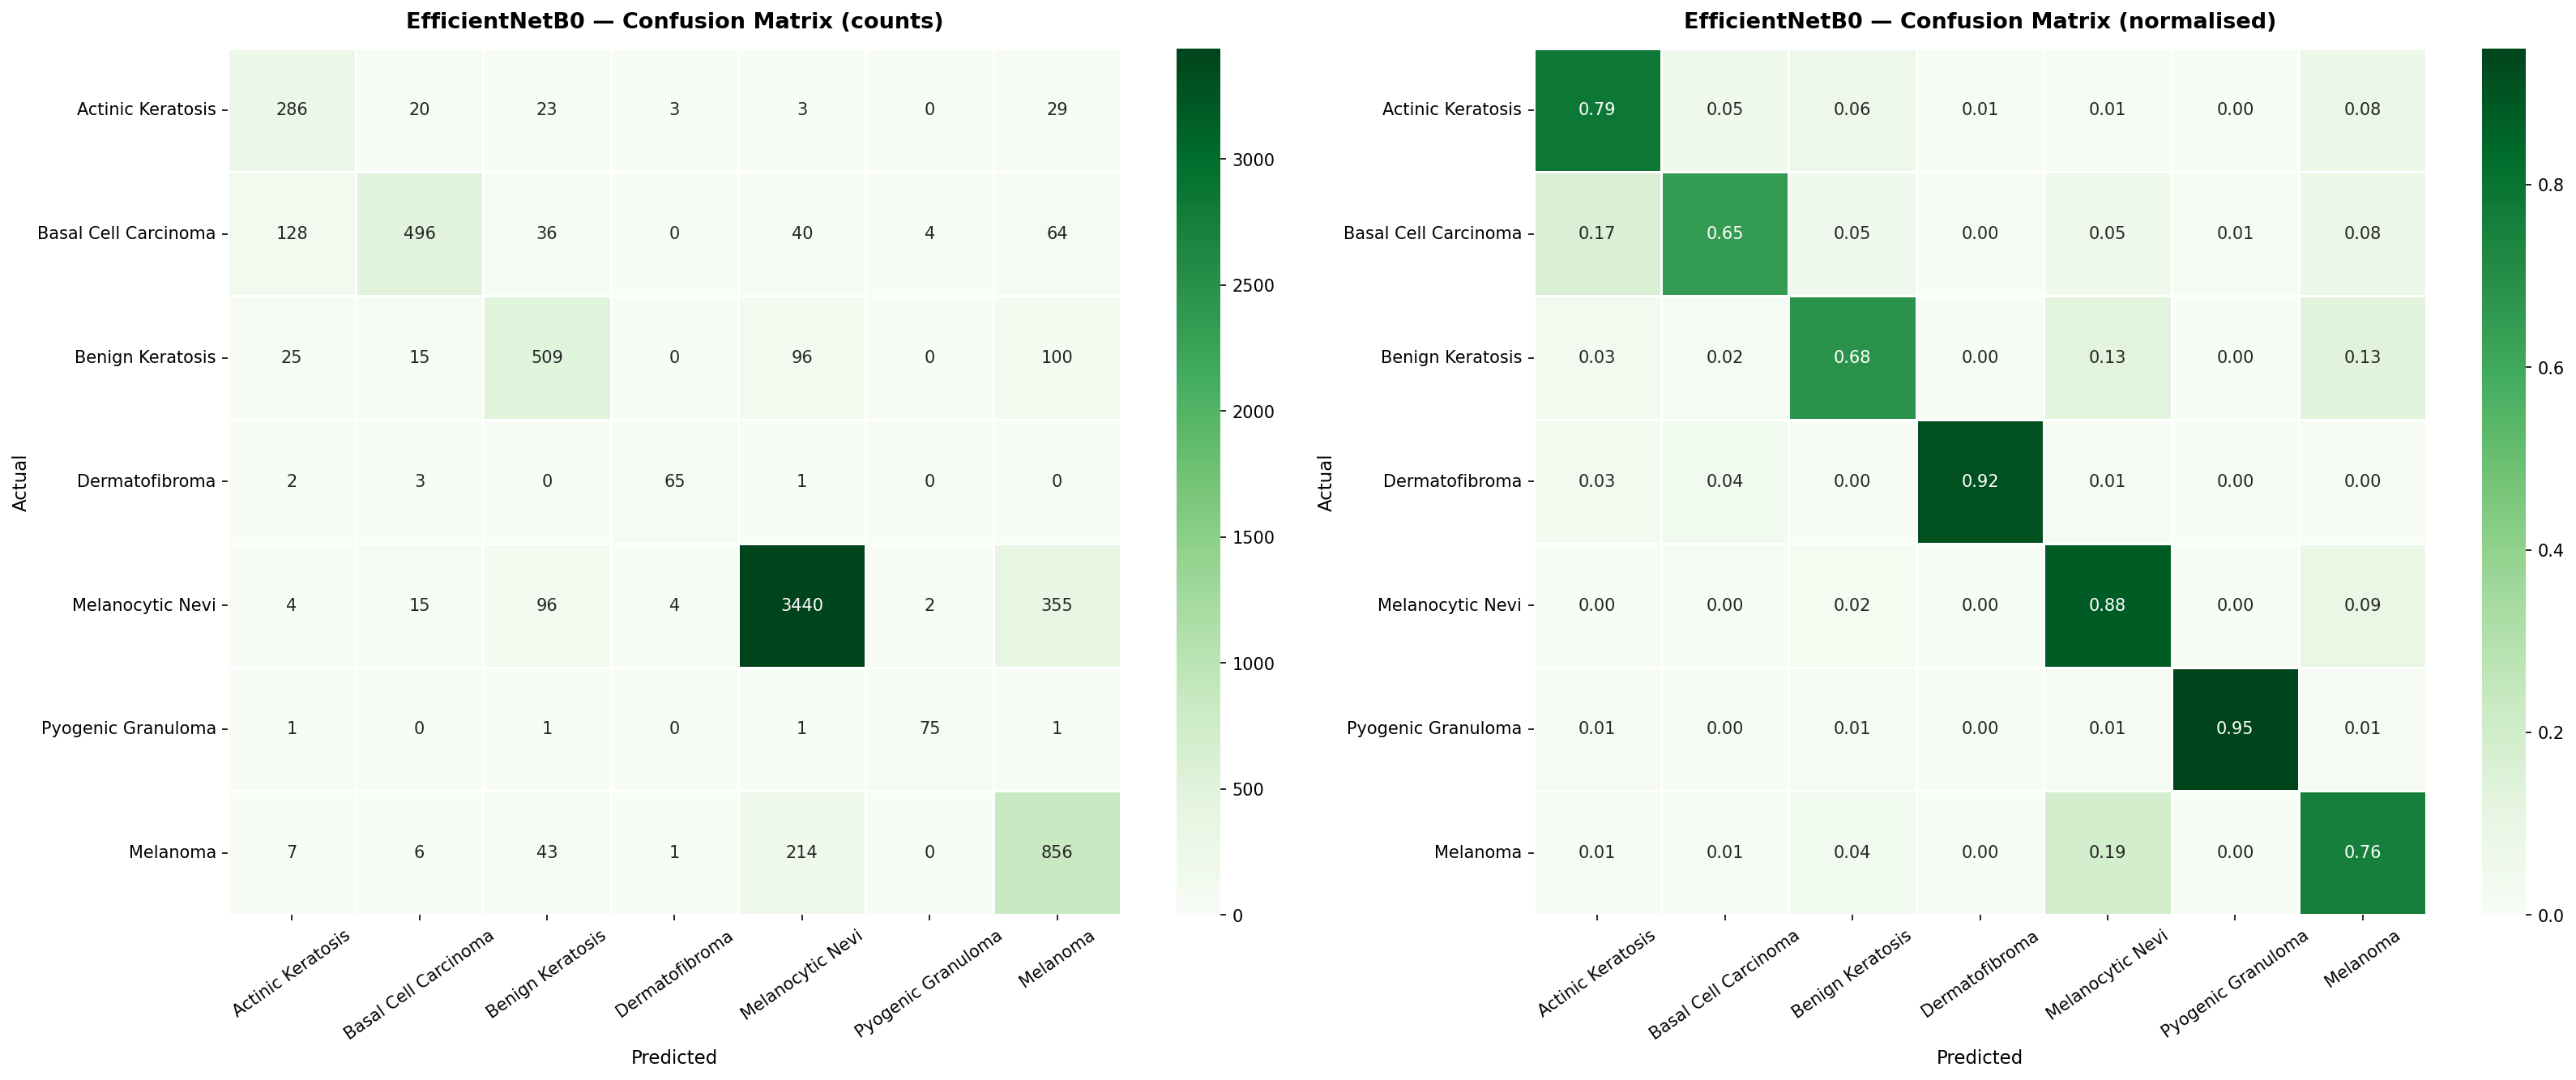 EfficientNetB0 — Confusion Matrix (counts)
Actual
Actinic Keratosis 286 20 23 3 3 0 29
Basal Cell Carcinoma 128 496 36 0 40 4 64
Benign Keratosis 25 15 509 0 96 0 100
Dermatofibroma 2 3 0 65 1 0 0
Melanocytic Nevi 4 15 96 4 3440 2 355
Pyogenic Granuloma 1 0 1 0 1 75 1
Melanoma 7 6 43 1 214 0 856
Actinic Keratosis
Basal Cell Carcinoma
Benign Keratosis
Dermatofibroma
Melanocytic Nevi
Pyogenic Granuloma
Melanoma
Predicted
3000
2500
2000
1500
1000
500
0
EfficientNetB0 — Confusion Matrix (normalised)
Actual
Actinic Keratosis 0.79 0.05 0.06 0.01 0.01 0.00 0.08
Basal Cell Carcinoma 0.17 0.65 0.05 0.00 0.05 0.01 0.08
Benign Keratosis 0.03 0.02 0.68 0.00 0.13 0.00 0.13
Dermatofibroma 0.03 0.04 0.00 0.92 0.01 0.00 0.00
Melanocytic Nevi 0.00 0.00 0.02 0.00 0.88 0.00 0.09
Pyogenic Granuloma 0.01 0.00 0.01 0.00 0.01 0.95 0.01
Melanoma 0.01 0.01 0.04 0.00 0.19 0.00 0.76
Actinic Keratosis
Basal Cell Carcinoma
Benign Keratosis
Dermatofibroma
Melanocytic Nevi
Pyogenic Granuloma
Melanoma
Predicted
0.8
0.6
0.4
0.2
0.0